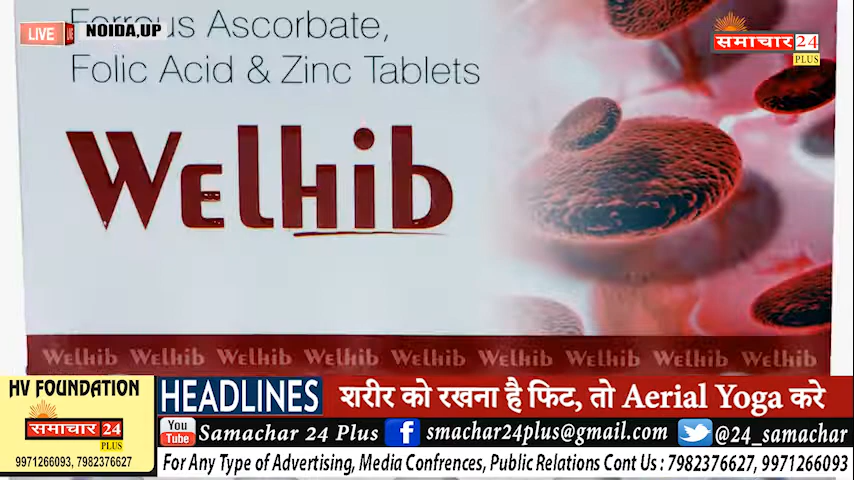 LIVE
NOIDA,UP
Ferrous Ascorbate,
Folic Acid & Zinc Tablets
समाचार 24
PLUS
WElhib
Welhib Welhib Welhib Welhib Welhib Welhib Welhib Welhib Welhib
HV FOUNDATION
समाचार 24
PLUS
9971266093, 7982376627
HEADLINES
शरीर को रखना है फिट, तो Aerial Yoga करे
You Tube Samachar 24 Plus f smachar24plus@gmail.com @24_samachar
For Any Type of Advertising, Media Confrences, Public Relations Cont Us : 7982376627, 9971266093